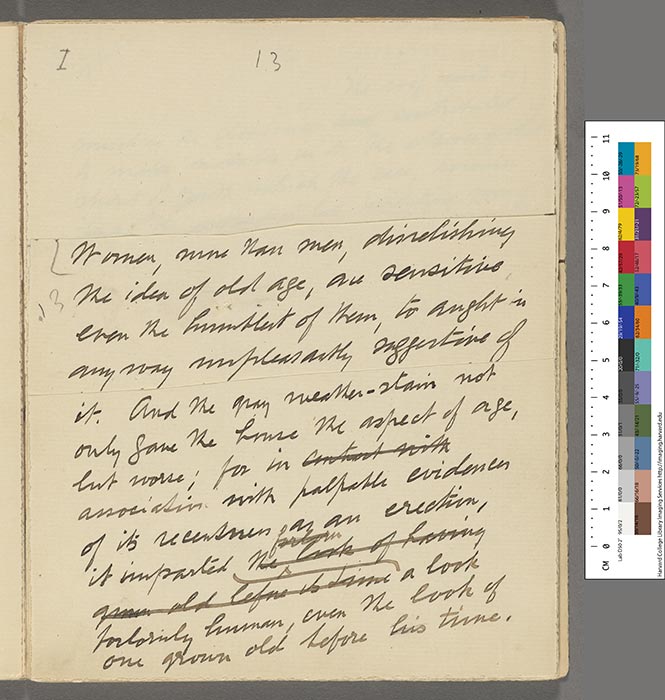 I 13
Women, more than men, disrelishing
13
the idea of old age, are sensitive,
even the humblest of them, to aught in
any way unpleasantly suggestive of
it. And the gray weather-stain not
only gave the house the aspect of age,
but worse, for in contrast with
association with palpable evidences
of its recentness as an erection,
forlorn
it imparted the look of having
grown old before its time a look
forlornly human, even the look of
one grown old before his time.
CM 0 1 2 3 4 5 6 7 8 9 10 11
Harvard College Library Imaging Services http://imaging.harvard.edu